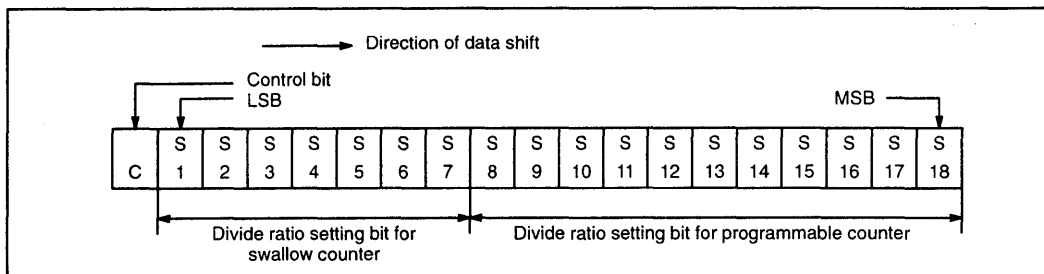 Direction of data shift
Control bit
LSB
MSB
S S S S S S S S S S S S S S S S S S
C 1 2 3 4 5 6 7 8 9 10 11 12 13 14 15 16 17 18
Divide ratio setting bit for
swallow counter
Divide ratio setting bit for programmable counter